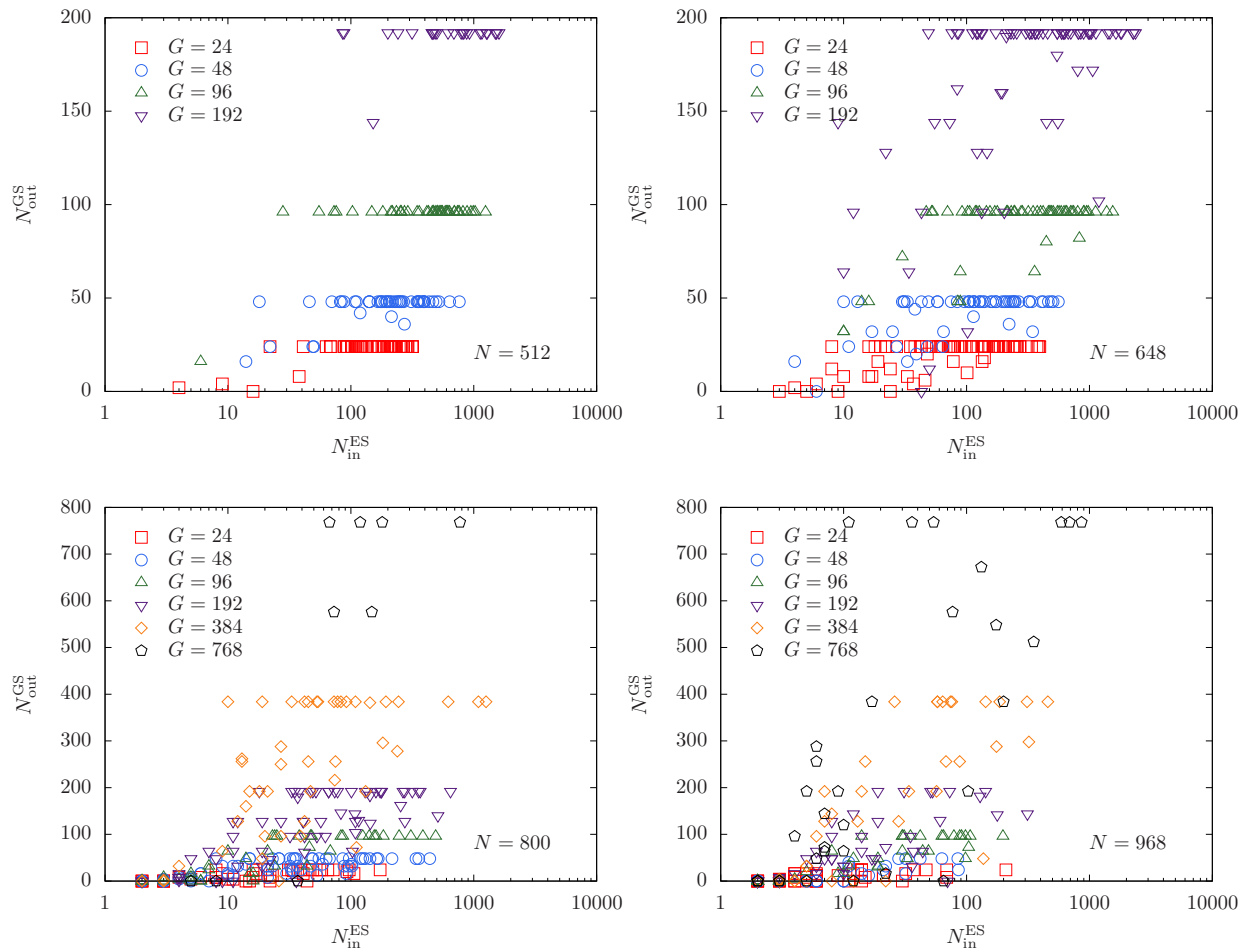 200
150
100
50
0
N_out^GS
G = 24
G = 48
G = 96
G = 192
N = 512
1 10 100 1000 10000
N_in^ES
200
150
100
50
0
N_out^GS
G = 24
G = 48
G = 96
G = 192
N = 648
1 10 100 1000 10000
N_in^ES
800
700
600
500
400
300
200
100
0
N_out^GS
G = 24
G = 48
G = 96
G = 192
G = 384
G = 768
N = 800
1 10 100 1000 10000
N_in^ES
800
700
600
500
400
300
200
100
0
N_out^GS
G = 24
G = 48
G = 96
G = 192
G = 384
G = 768
N = 968
1 10 100 1000 10000
N_in^ES